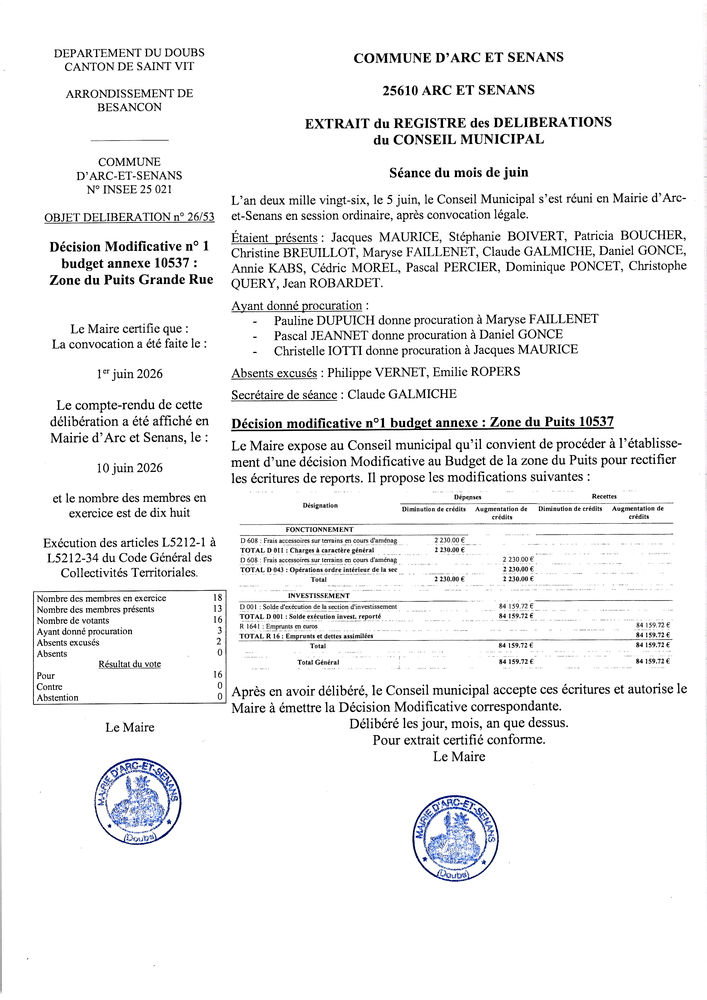 DEPARTEMENT DU DOUBS
CANTON DE SAINT VIT
ARRONDISSEMENT DE
BESANCON
COMMUNE
D'ARC-ET-SENANS
N° INSEE 25 021
OBJET DELIBERATION n° 26/53
Décision Modificative n° 1
budget annexe 10537 :
Zone du Puits Grande Rue
Le Maire certifie que :
La convocation a été faite le :
1er juin 2026
Le compte-rendu de cette
délibération a été affiché en
Mairie d'Arc et Senans, le :
10 juin 2026
et le nombre des membres en
exercice est de dix huit
Exécution des articles L5212-1 à
L5212-34 du Code Général des
Collectivités Territoriales.
Nombre des membres en exercice 18
Nombre des membres présents 13
Nombre de votants 16
Ayant donné procuration 3
Absents excusés 2
Absents 0
Résultat du vote
Pour 16
Contre 0
Abstention 0
Le Maire
MAIRIE D'ARC-ET-SENANS
(Doubs)
COMMUNE D'ARC ET SENANS
25610 ARC ET SENANS
EXTRAIT du REGISTRE des DELIBERATIONS
du CONSEIL MUNICIPAL
Séance du mois de juin
L'an deux mille vingt-six, le 5 juin, le Conseil Municipal s'est réuni en Mairie d'Arc-
et-Senans en session ordinaire, après convocation légale.
Étaient présents : Jacques MAURICE, Stéphanie BOIVERT, Patricia BOUCHER,
Christine BREUILLOT, Maryse FAILLENET, Claude GALMICHE, Daniel GONCE,
Annie KABS, Cédric MOREL, Pascal PERCIER, Dominique PONCET, Christophe
QUERY, Jean ROBARDET.
Ayant donné procuration :
- Pauline DUPUICH donne procuration à Maryse FAILLENET
- Pascal JEANNET donne procuration à Daniel GONCE
- Christelle IOTTI donne procuration à Jacques MAURICE
Absents excusés : Philippe VERNET, Emilie ROPERS
Secrétaire de séance : Claude GALMICHE
Décision modificative n°1 budget annexe : Zone du Puits 10537
Le Maire expose au Conseil municipal qu'il convient de procéder à l'établisse-
ment d'une décision Modificative au Budget de la zone du Puits pour rectifier
les écritures de reports. Il propose les modifications suivantes :
Désignation Dépenses Recettes
Diminution de crédits Augmentation de crédits Diminution de crédits Augmentation de crédits
FONCTIONNEMENT
D 608 : Frais accessoires sur terrains en cours d'aménag 2 230.00 €
TOTAL D 011 : Charges à caractère général 2 230.00 €
D 608 : Frais accessoires sur terrains en cours d'aménag 2 230.00 €
TOTAL D 043 : Opérations ordre intérieur de la sec 2 230.00 €
Total 2 230.00 € 2 230.00 €
INVESTISSEMENT
D 001 : Solde d'exécution de la section d'investissement 84 159.72 €
TOTAL D 001 : Solde exécution invest. reporté 84 159.72 €
R 1641 : Emprunts en euros 84 159.72 €
TOTAL R 16 : Emprunts et dettes assimilées 84 159.72 €
Total 84 159.72 € 84 159.72 €
Total Général 84 159.72 € 84 159.72 €
Après en avoir délibéré, le Conseil municipal accepte ces écritures et autorise le
Maire à émettre la Décision Modificative correspondante.
Délibéré les jour, mois, an que dessus.
Pour extrait certifié conforme.
Le Maire
MAIRIE D'ARC-ET-SENANS
(Doubs)